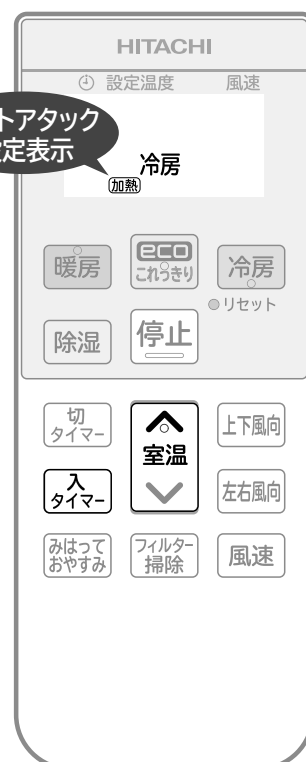 HITACHI
設定温度 風速
トアタック
定表示
冷房
加熱
暖房
eco
これっきり
冷房
リセット
除湿
停止
切
タイマー
室温
上下風向
入
タイマー
左右風向
みはって
おやすみ
フィルター
掃除
風速